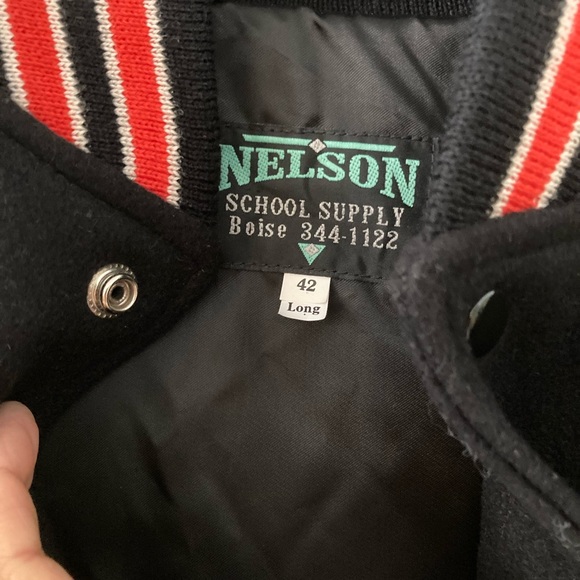 NELSON
SCHOOL SUPPLY
Boise 344-1122
42
Long